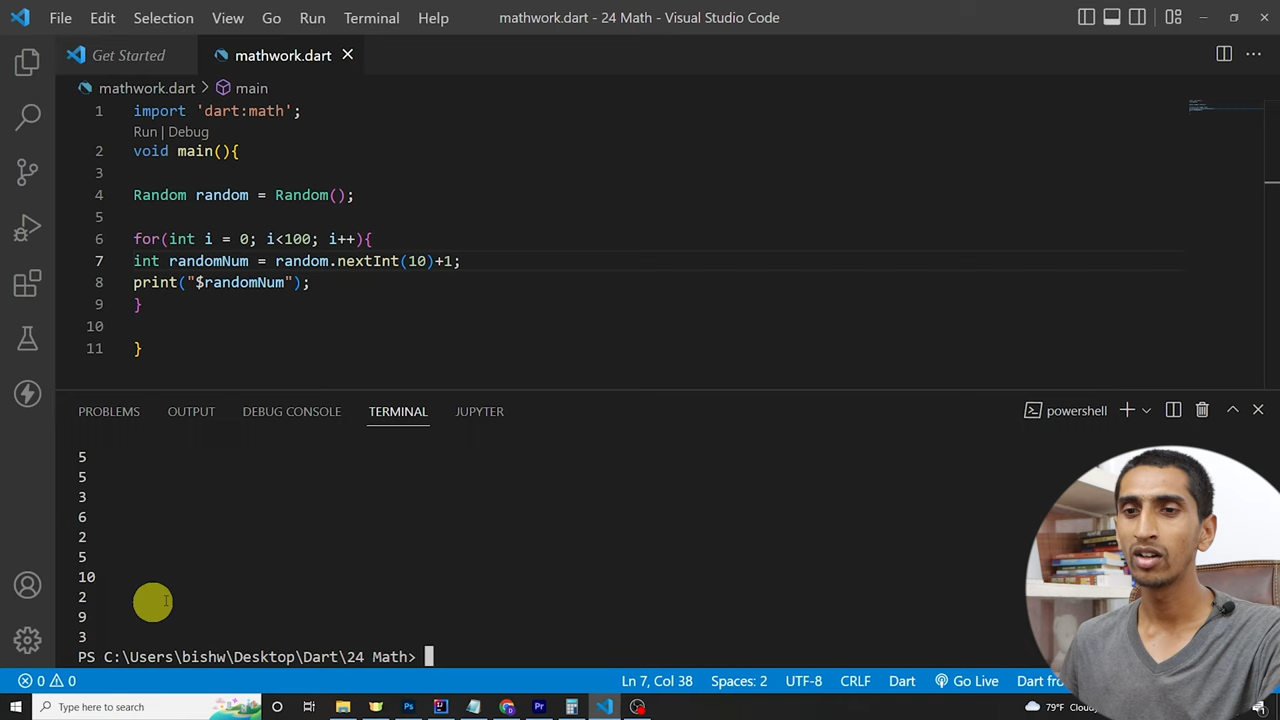 File Edit Selection View Go Run Terminal Help mathwork.dart - 24 Math - Visual Studio Code
Get Started mathwork.dart
mathwork.dart > main
1 import 'dart:math';
Run | Debug
2 void main(){
3
4 Random random = Random();
5
6 for(int i = 0; i<100; i++){
7 int randomNum = random.nextInt(10)+1;
8 print("$randomNum");
9 }
10
11 }
PROBLEMS OUTPUT DEBUG CONSOLE TERMINAL JUPYTER powershell
5
5
3
6
2
5
10
2
9
3
PS C:\Users\bishw\Desktop\Dart\24 Math>
0 0 Ln 7, Col 38 Spaces: 2 UTF-8 CRLF Dart Go Live Dart fro
Type here to search 79°F Cloudy